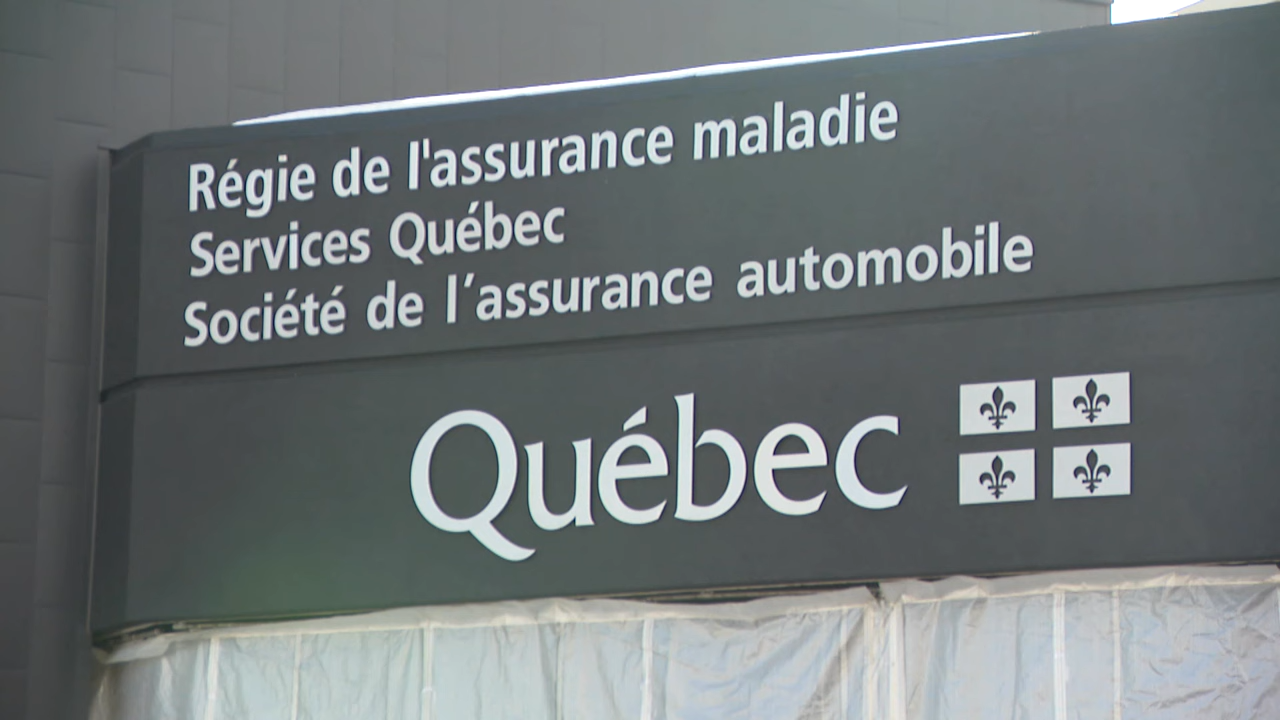 Régie de l'assurance maladie
Services Québec
Société de l´assurance automobile
Québec